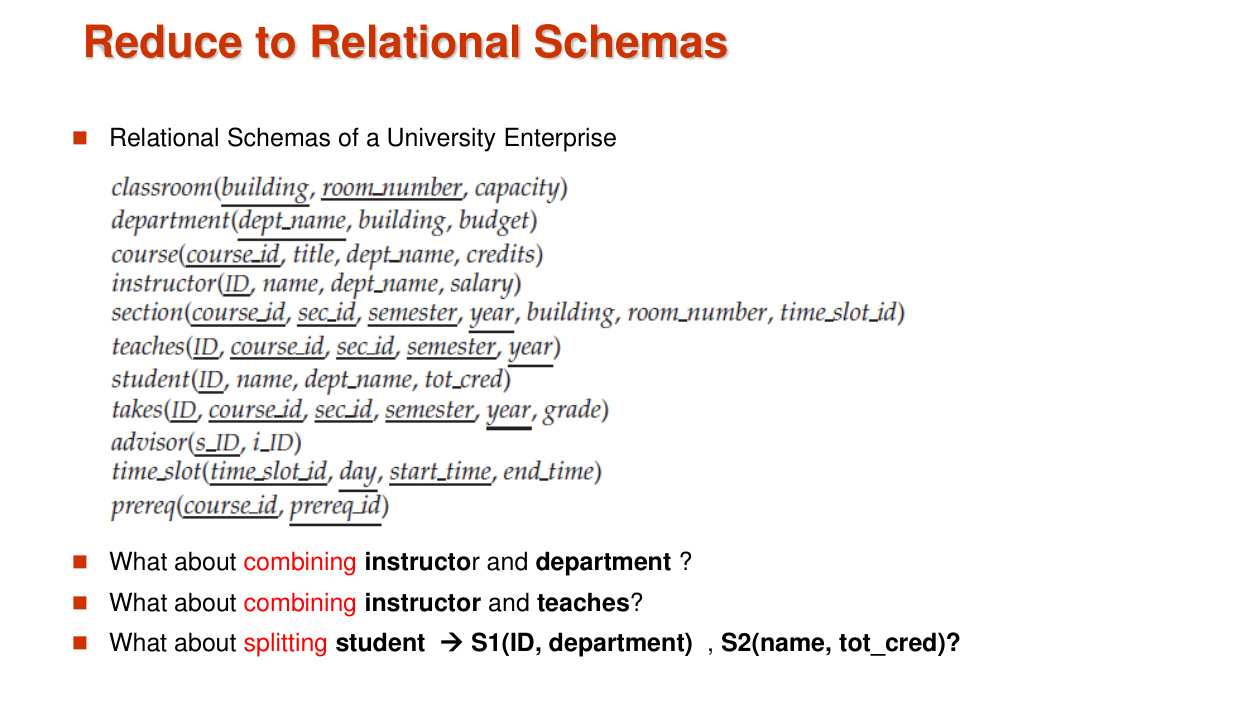 Reduce to Relational Schemas
Relational Schemas of a University Enterprise
classroom(building, room_number, capacity)
department(dept_name, building, budget)
course(course_id, title, dept_name, credits)
instructor(ID, name, dept_name, salary)
section(course_id, sec_id, semester, year, building, room_number, time_slot_id)
teaches(ID, course_id, sec_id, semester, year)
student(ID, name, dept_name, tot_cred)
takes(ID, course_id, sec_id, semester, year, grade)
advisor(s_ID, i_ID)
time_slot(time_slot_id, day, start_time, end_time)
prereq(course_id, prereq_id)
What about combining instructor and department ?
What about combining instructor and teaches?
What about splitting student → S1(ID, department) , S2(name, tot_cred)?